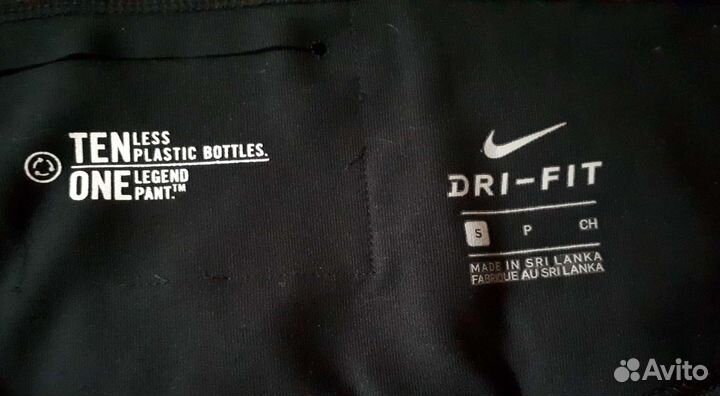 TEN LESS
PLASTIC BOTTLES.
ONE LEGEND
PANT.™
DRI-FIT
S P CH
MADE IN SRI LANKA
FABRIQUÉ AU SRI LANKA
Avito